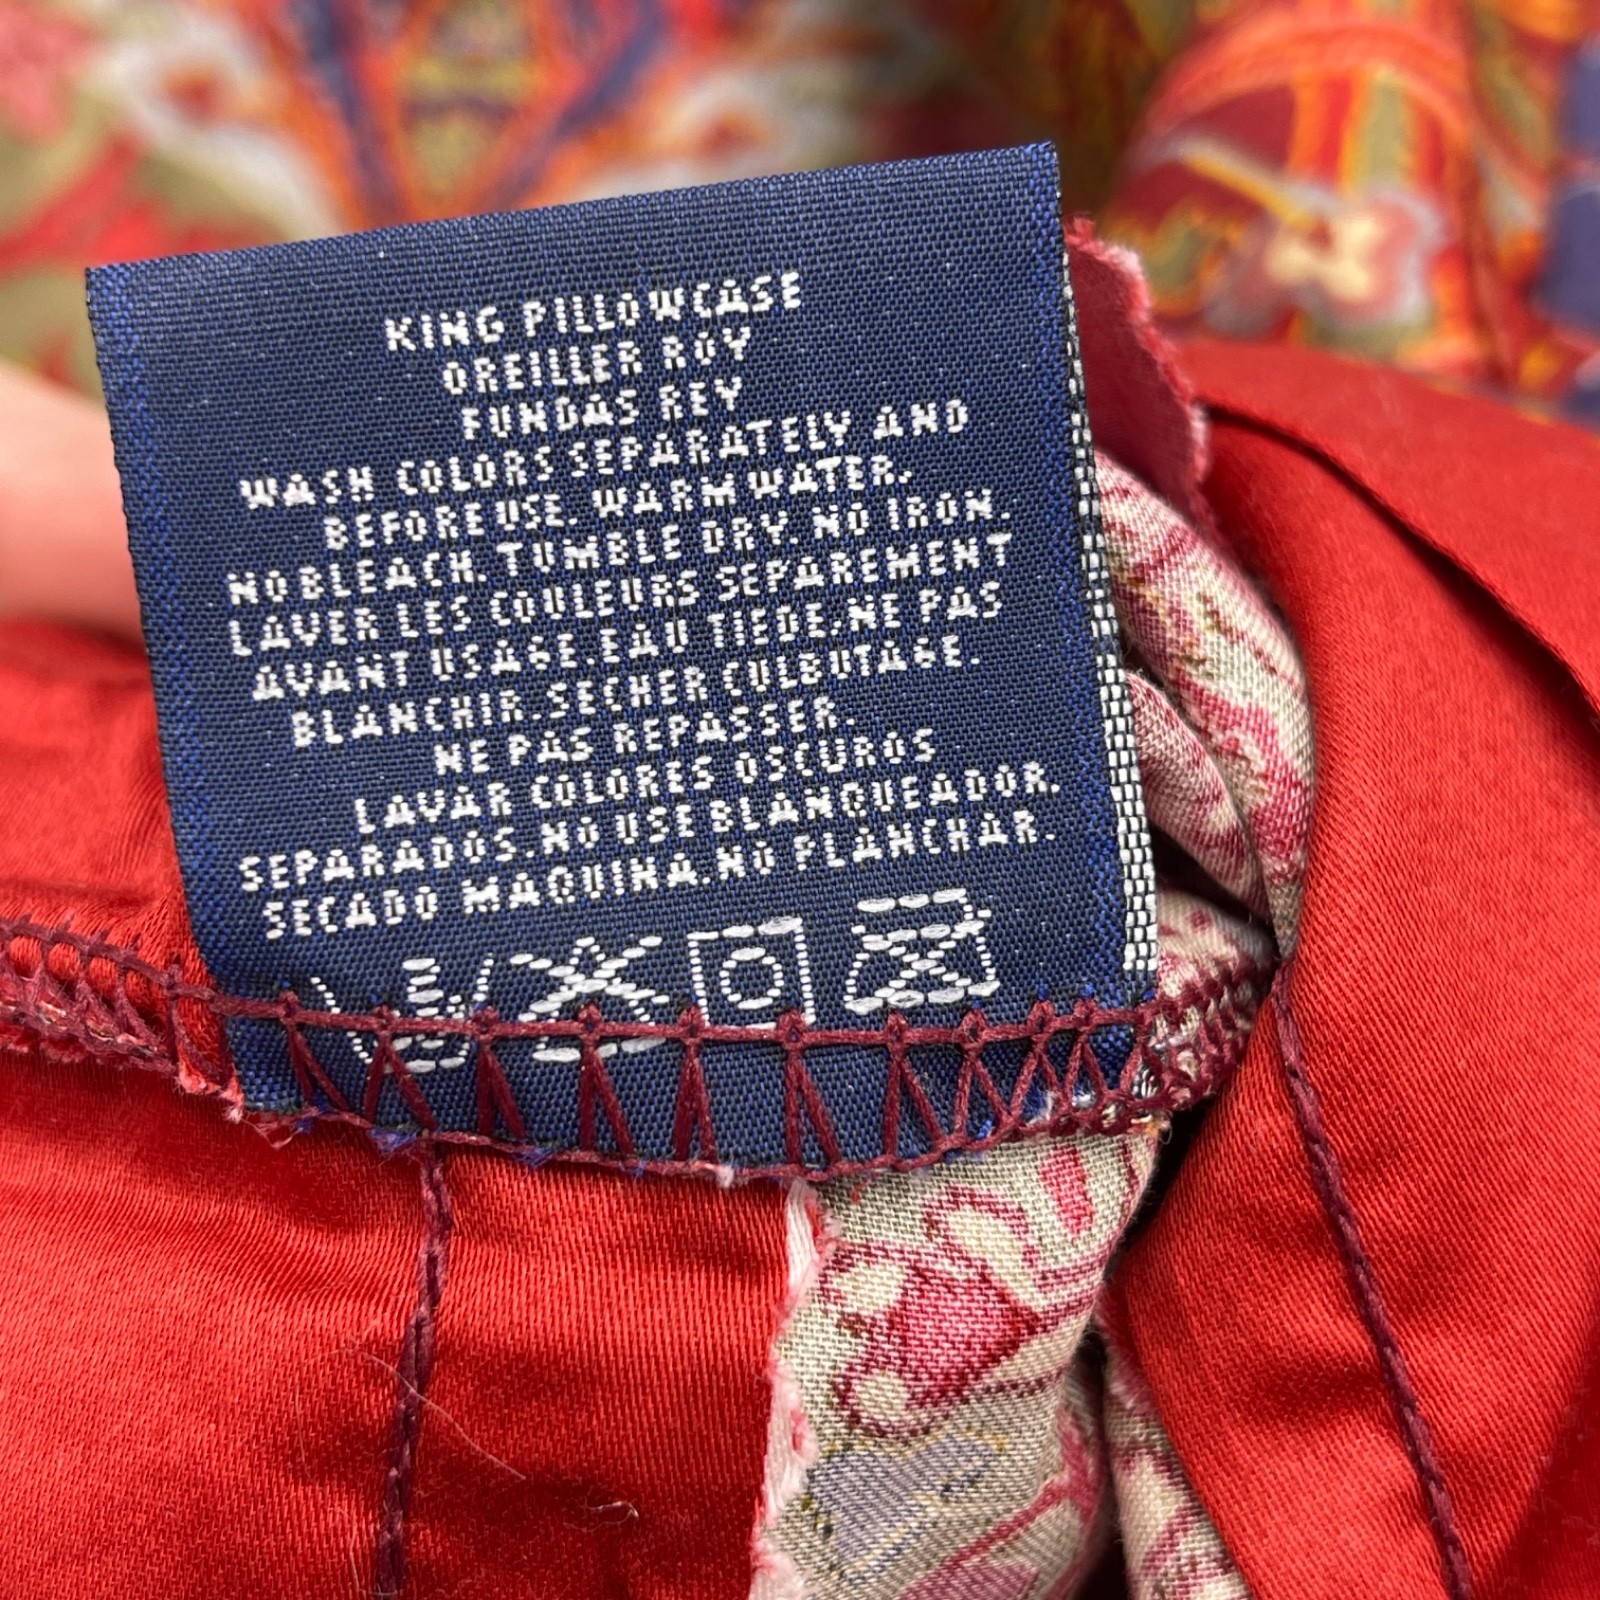 KING PILLOWCASE
OREILLER ROY
FUNDAS REY
WASH COLORS SEPARATELY AND
BEFORE USE. WARM WATER.
NO BLEACH. TUMBLE DRY. NO IRON.
LAVER LES COULEURS SEPAREMENT
AVANT USAGE. EAU TIEDE. NE PAS
BLANCHIR. SECHER CULBUTAGE.
NE PAS REPASSER.
LAVAR COLORES OSCUROS
SEPARADOS. NO USE BLANQUEADOR.
SECADO MAQUINA. NO PLANCHAR.